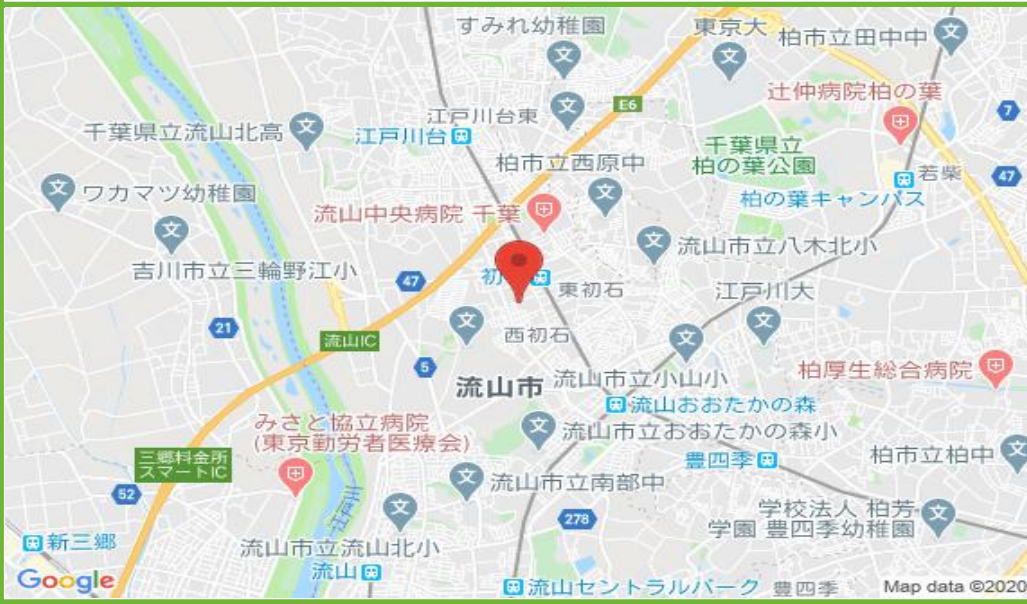 すみれ幼稚園
東京大
柏市立田中中
辻仲病院柏の葉
E6
7
江戸川台東
千葉県立流山北高
江戸川台
千葉県立
柏の葉公園
柏市立西原中
若柴
47
ワカマツ幼稚園
柏の葉キャンパス
流山中央病院 千葉
流山市立八木北小
吉川市立三輪野江小
47
初
東初石
江戸川大
21
流山IC
西初石
5
流山市
流山市立小山小
柏厚生総合病院
流山おおたかの森
みさと協立病院
(東京勤労者医療会)
流山市立おおたかの森小
三郷料金所
スマートIC
豊四季
柏市立柏中
52
流山市立南部中
278
学校法人 柏芳
学園 豊四季幼稚園
新三郷
流山市立流山北小
流山
Google
流山セントラルパーク
豊四季
Map data ©2020